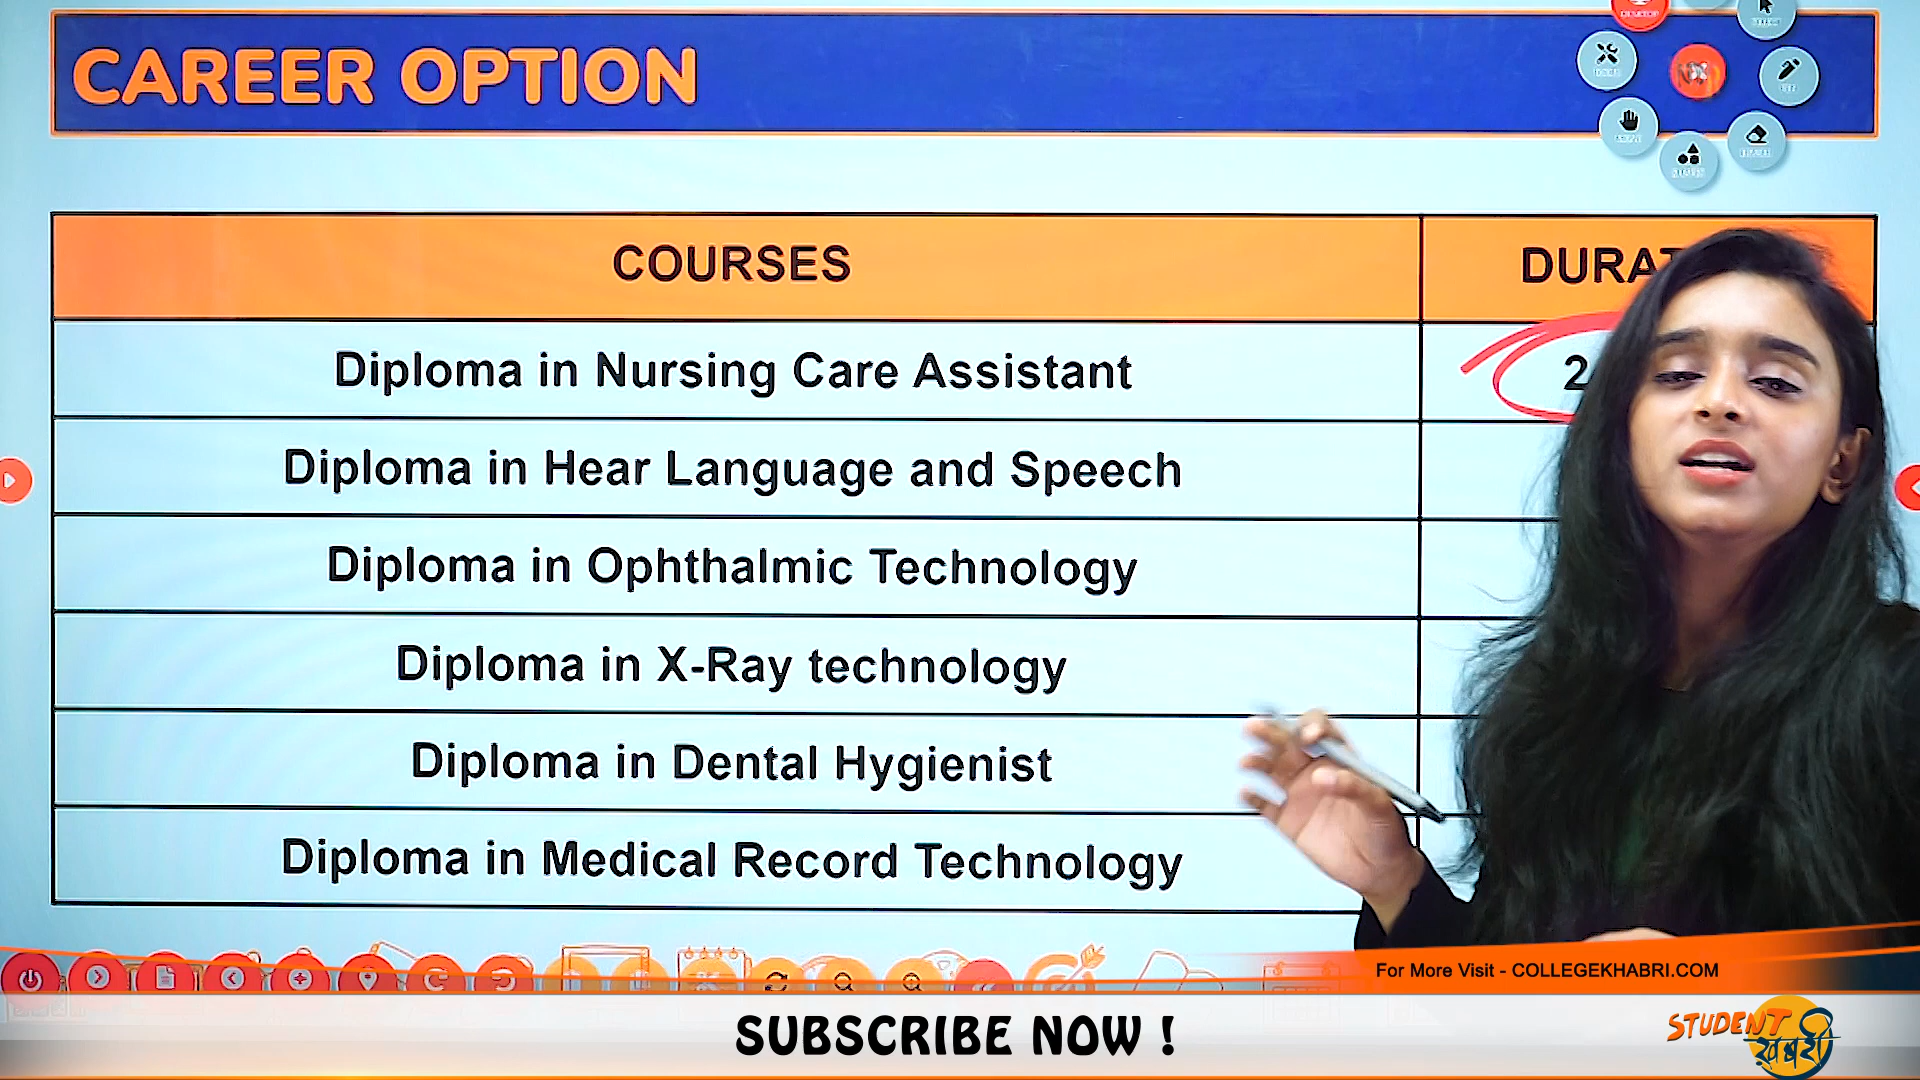 CAREER OPTION
COURSES
DURAT
Diploma in Nursing Care Assistant
2
Diploma in Hear Language and Speech
Diploma in Ophthalmic Technology
Diploma in X-Ray technology
Diploma in Dental Hygienist
Diploma in Medical Record Technology
For More Visit - COLLEGEKHABRI.COM
SUBSCRIBE NOW !
STUDENT
ख़बरी